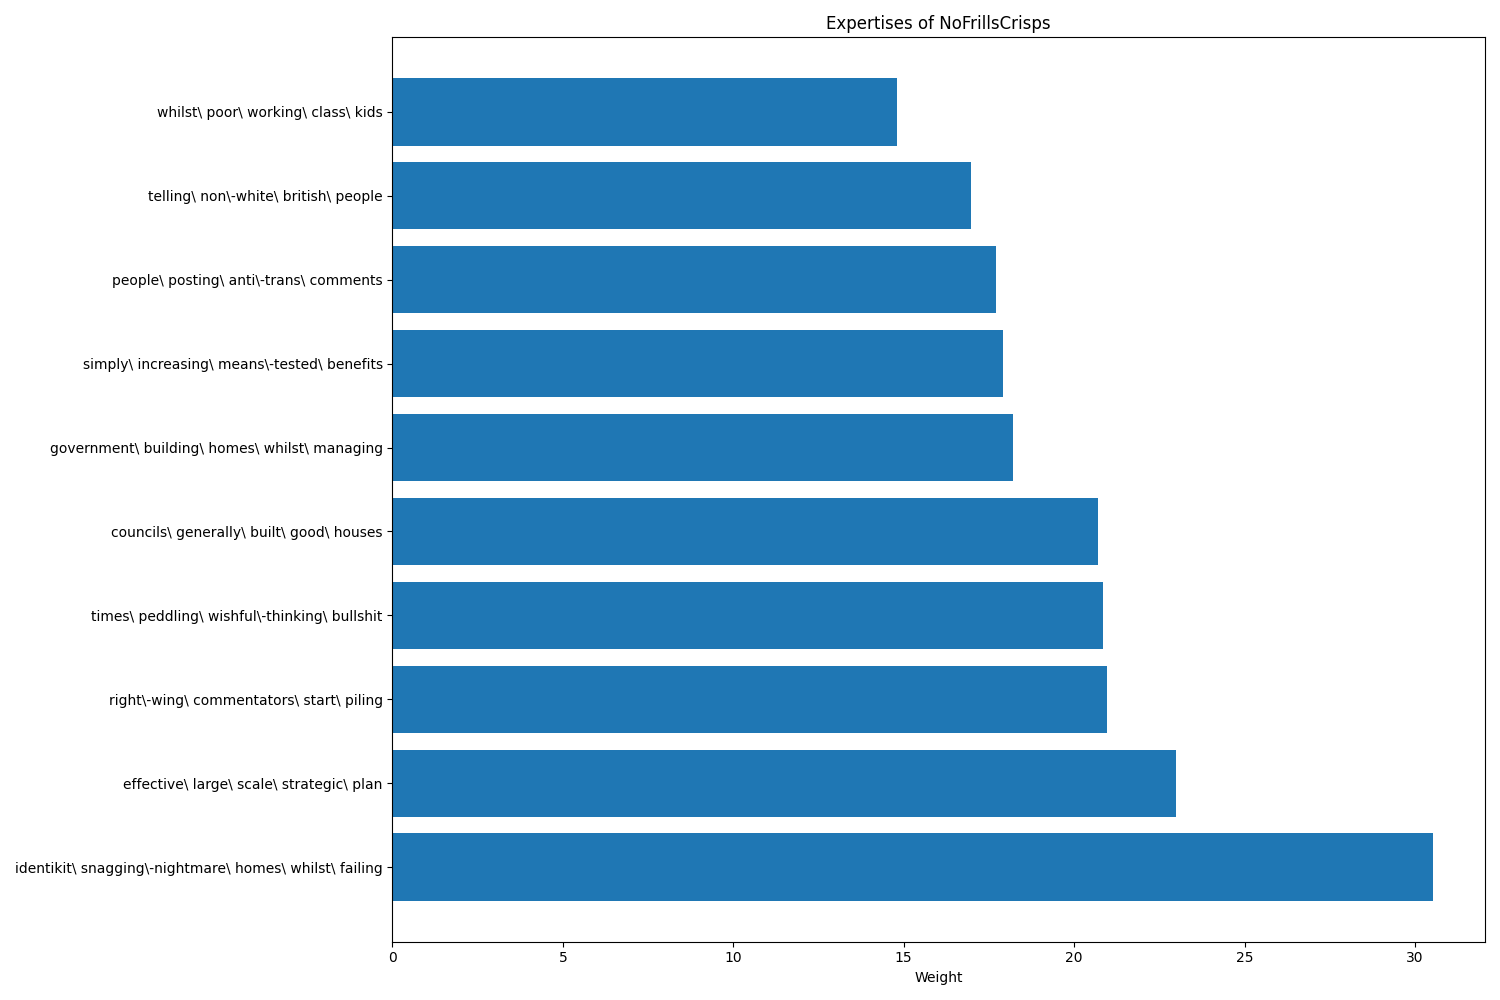 Expertises of NoFrillsCrisps
whilst\ poor\ working\ class\ kids
telling\ non\-white\ british\ people
people\ posting\ anti\-trans\ comments
simply\ increasing\ means\-tested\ benefits
government\ building\ homes\ whilst\ managing
councils\ generally\ built\ good\ houses
times\ peddling\ wishful\-thinking\ bullshit
right\-wing\ commentators\ start\ piling
effective\ large\ scale\ strategic\ plan
identikit\ snagging\-nightmare\ homes\ whilst\ failing
0 5 10 15 20 25 30
Weight